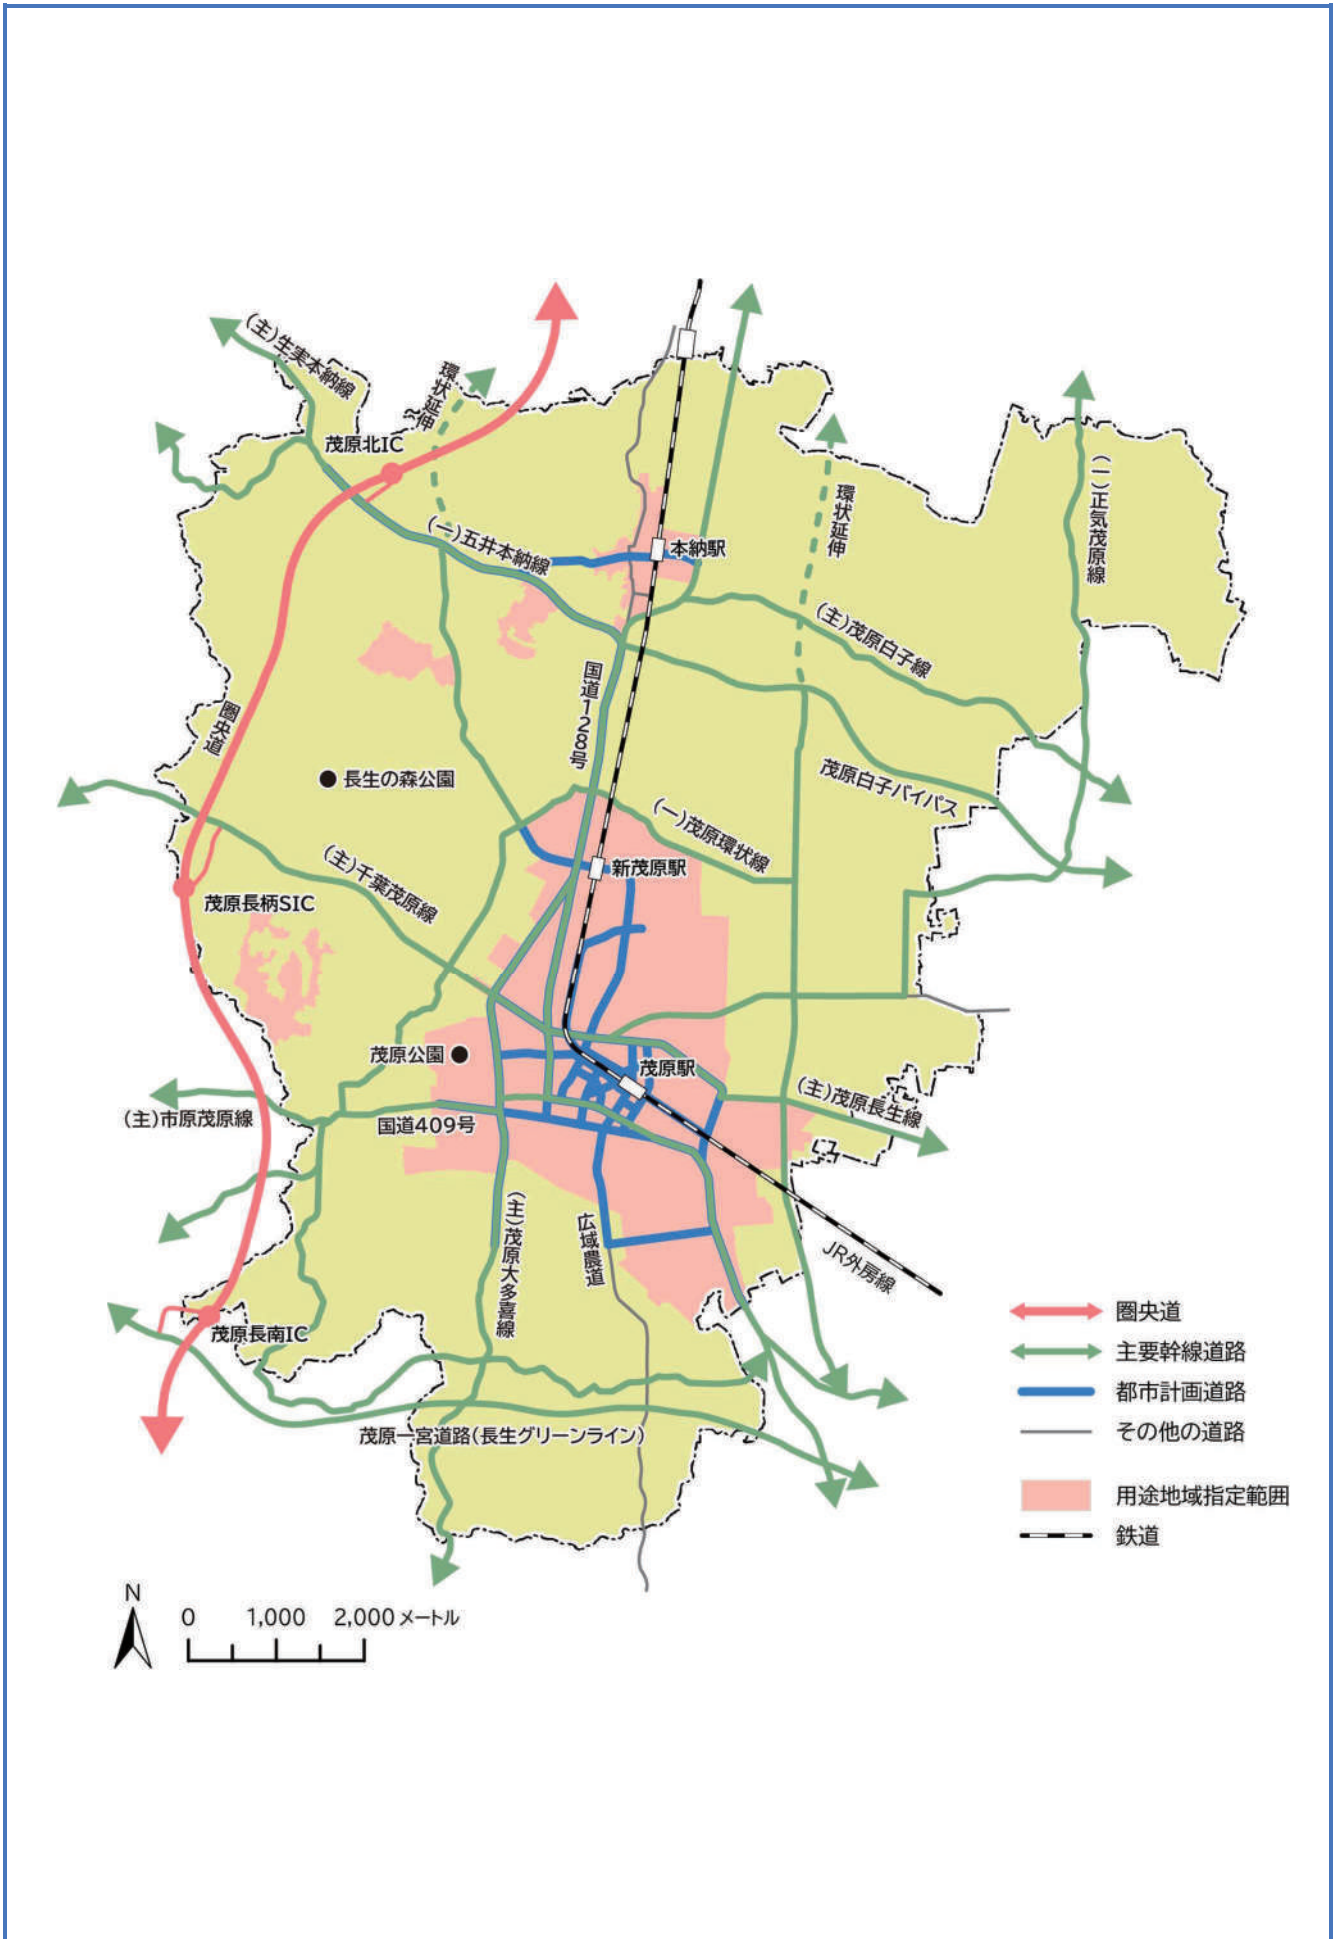 (主)生実本納線
環状延伸
茂原北IC
(一)五井本納線
本納駅
環状延伸
(一)正気茂原線
(主)茂原白子線
国道128号
圏央道
長生の森公園
茂原白子バイパス
(一)茂原環状線
(主)千葉茂原線
新茂原駅
茂原長柄SIC
茂原公園
茂原駅
(主)茂原長生線
(主)市原茂原線
国道409号
(主)茂原大多喜線
広域農道
JR外房線
茂原長南IC
茂原一宮道路(長生グリーンライン)
圏央道
主要幹線道路
都市計画道路
その他の道路
用途地域指定範囲
鉄道
N
0 1,000 2,000メートル